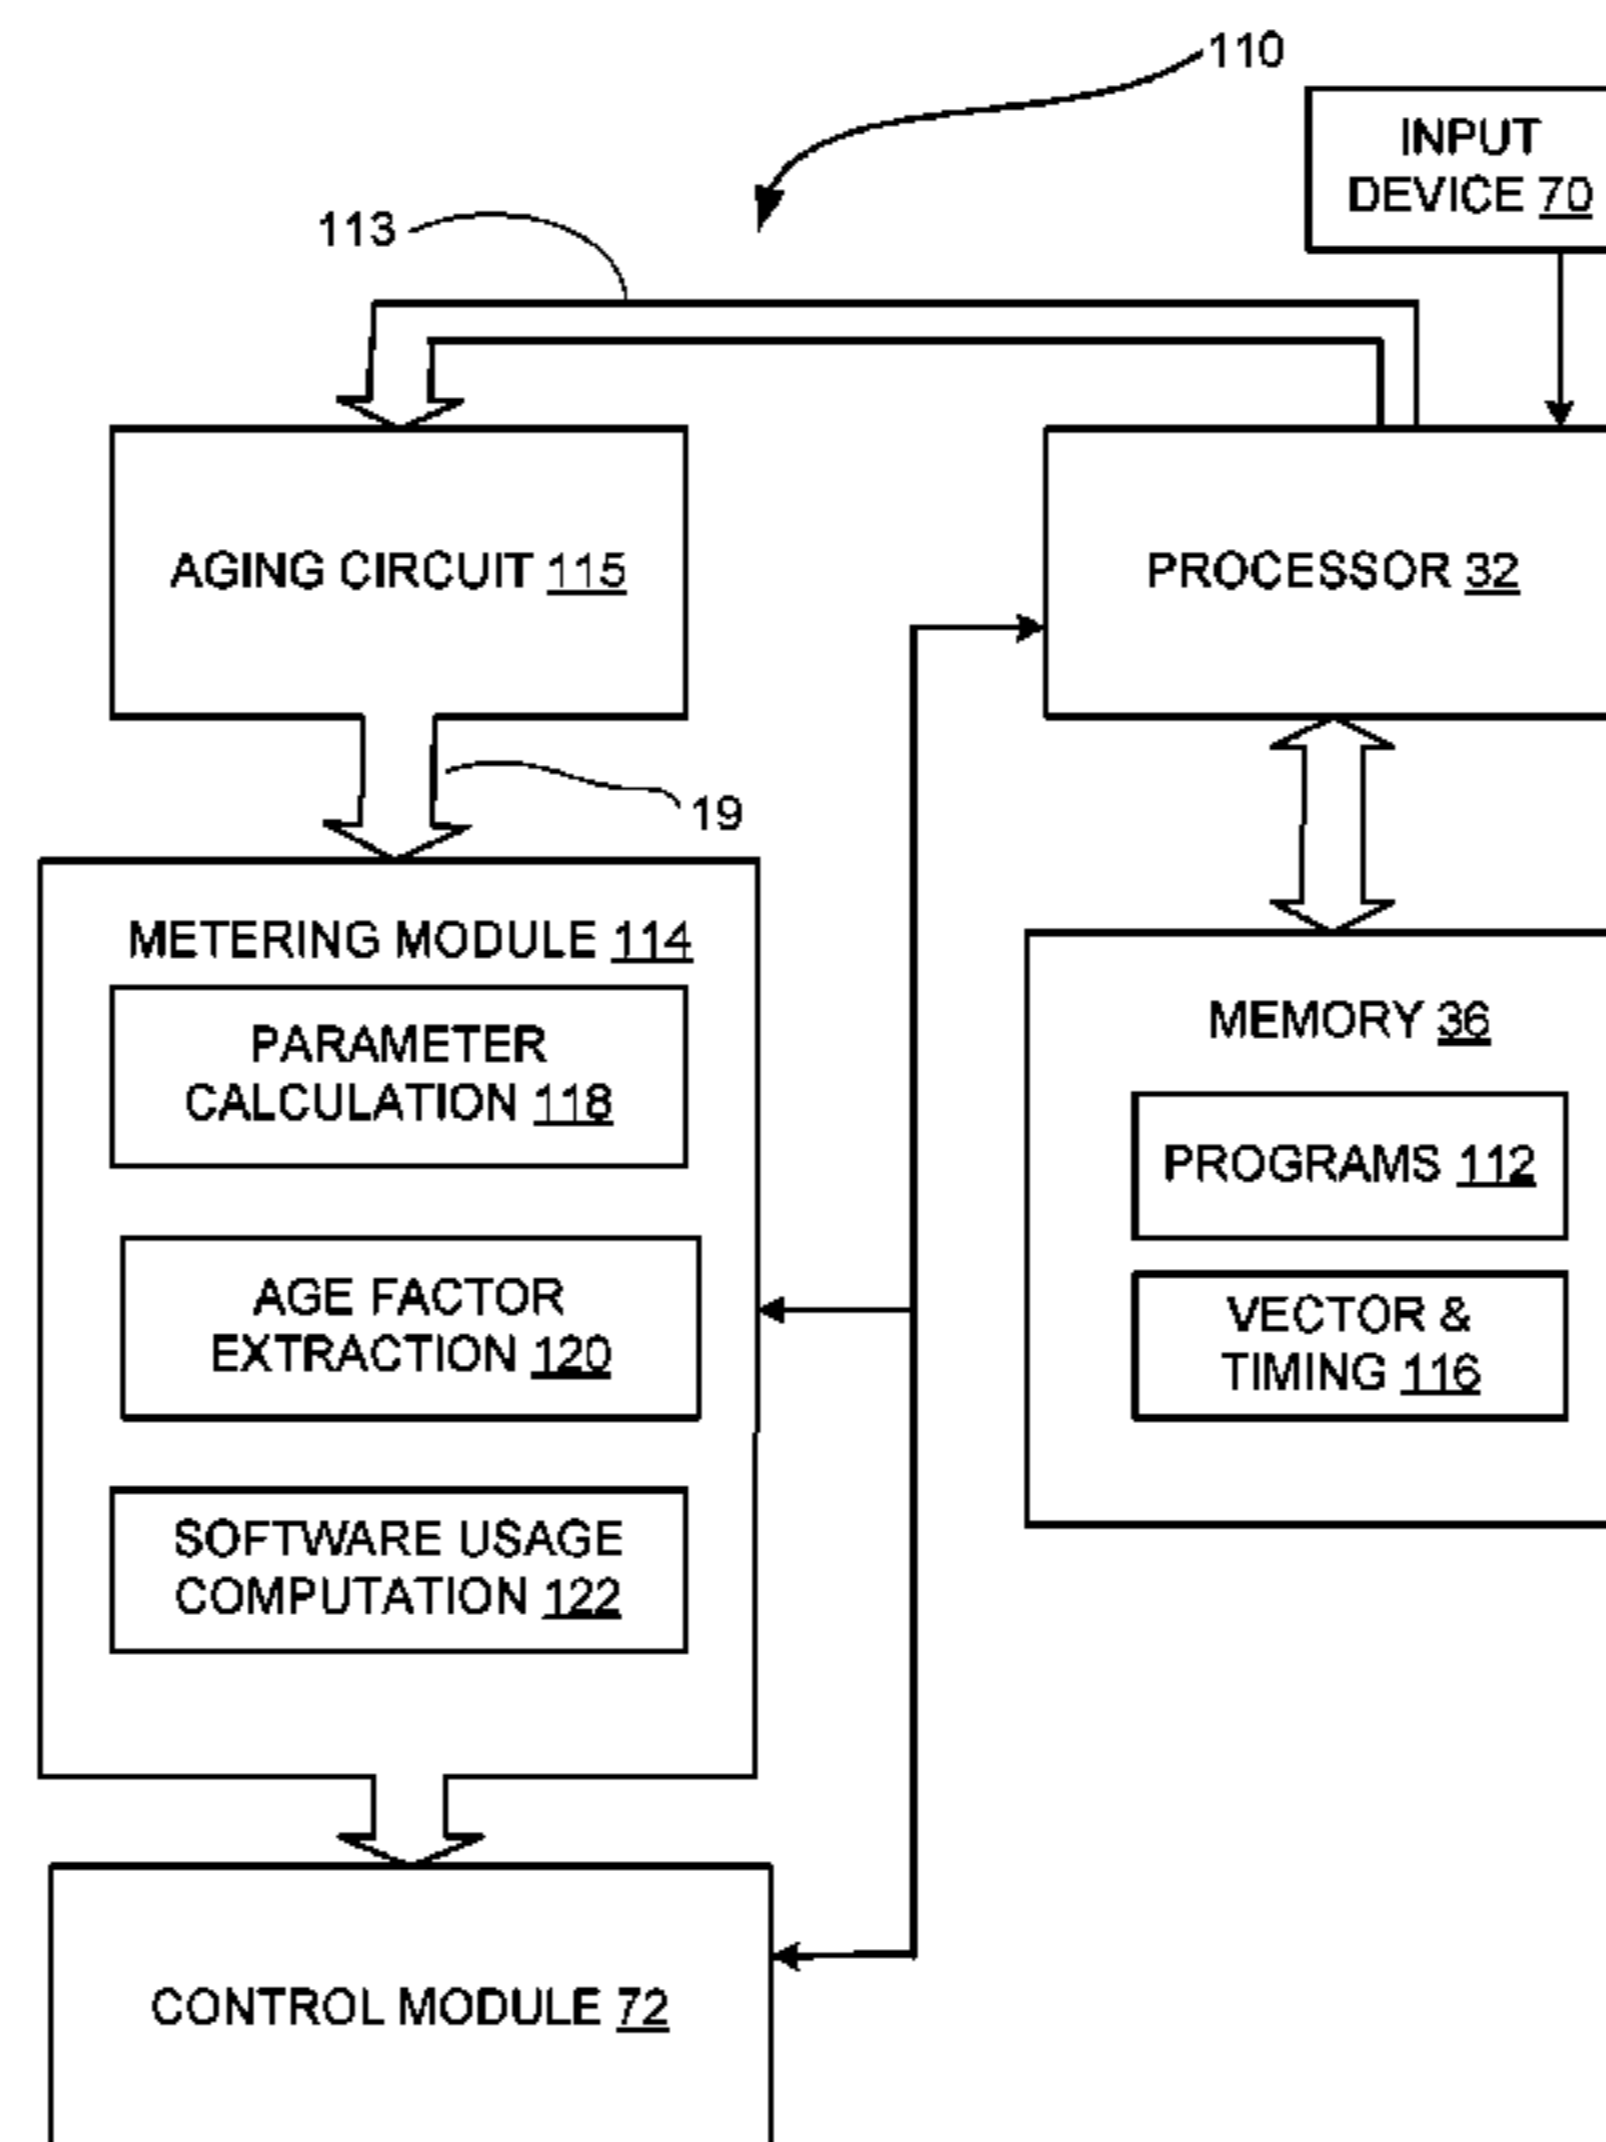 110
INPUT
DEVICE 70
113
AGING CIRCUIT 115
PROCESSOR 32
19
METERING MODULE 114
PARAMETER
CALCULATION 118
AGE FACTOR
EXTRACTION 120
SOFTWARE USAGE
COMPUTATION 122
MEMORY 36
PROGRAMS 112
VECTOR &
TIMING 116
CONTROL MODULE 72